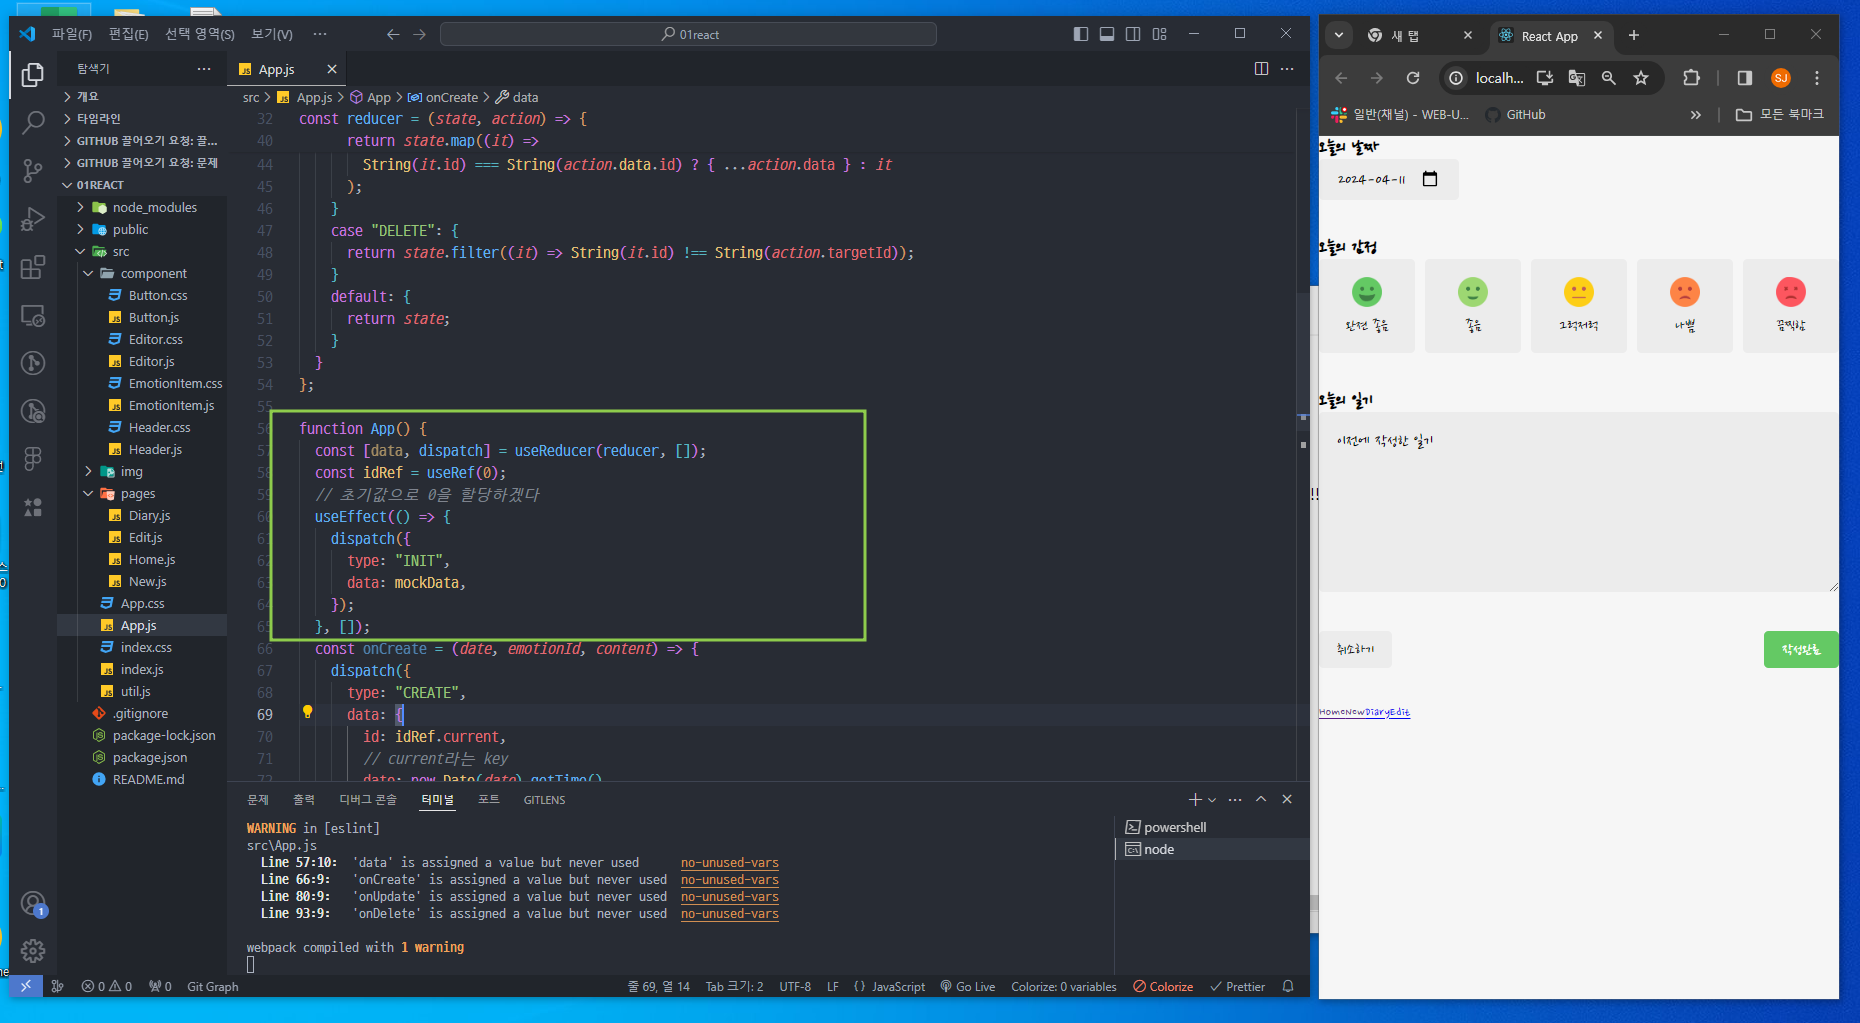 파일(F) 편집(E) 선택 영역(S) 보기(V) ··· 01react
탐색기 ···
개요
타임라인
GITHUB 끌어오기 요청: 끌...
GITHUB 끌어오기 요청: 문제
01REACT
node_modules
public
src
component
Button.css
Button.js
Editor.css
Editor.js
EmotionItem.css
EmotionItem.js
Header.css
Header.js
img
pages
Diary.js
Edit.js
Home.js
New.js
App.css
App.js
index.css
index.js
util.js
.gitignore
package-lock.json
package.json
README.md
1
App.js
src > App.js > App > onCreate > data
32 const reducer = (state, action) => {
40 return state.map((it) =>
44 String(it.id) === String(action.data.id) ? { ...action.data } : it
45 );
46 }
47 case "DELETE": {
48 return state.filter((it) => String(it.id) !== String(action.targetId));
49 }
50 default: {
51 return state;
52 }
53 }
54 };
55
56 function App() {
57 const [data, dispatch] = useReducer(reducer, []);
58 const idRef = useRef(0);
59 // 초기값으로 0을 할당하겠다
60 useEffect(() => {
61 dispatch({
62 type: "INIT",
63 data: mockData,
64 });
65 }, []);
66 const onCreate = (date, emotionId, content) => {
67 dispatch({
68 type: "CREATE",
69 data: {
70 id: idRef.current,
71 // current라는 key
72 date: new Date(date).getTime()
문제 출력 디버그 콘솔 터미널 포트 GITLENS
WARNING in [eslint]
src\App.js
Line 57:10: 'data' is assigned a value but never used no-unused-vars
Line 66:9: 'onCreate' is assigned a value but never used no-unused-vars
Line 80:9: 'onUpdate' is assigned a value but never used no-unused-vars
Line 93:9: 'onDelete' is assigned a value but never used no-unused-vars
webpack compiled with 1 warning
powershell
node
0 0 0 Git Graph 줄 69, 열 14 Tab 크기: 2 UTF-8 LF {} JavaScript Go Live Colorize: 0 variables Colorize Prettier
새 탭 React App
localh... SJ
일반(채널) - WEB-U... GitHub » 모든 북마크
오늘의 날짜
2024-04-11
오늘의 감정
완전 좋음 좋음 그럭저럭 나쁨 끔찍함
오늘의 일기
이전에 작성한 일기
취소하기 작성완료
HomeNewDiaryEdit
!!